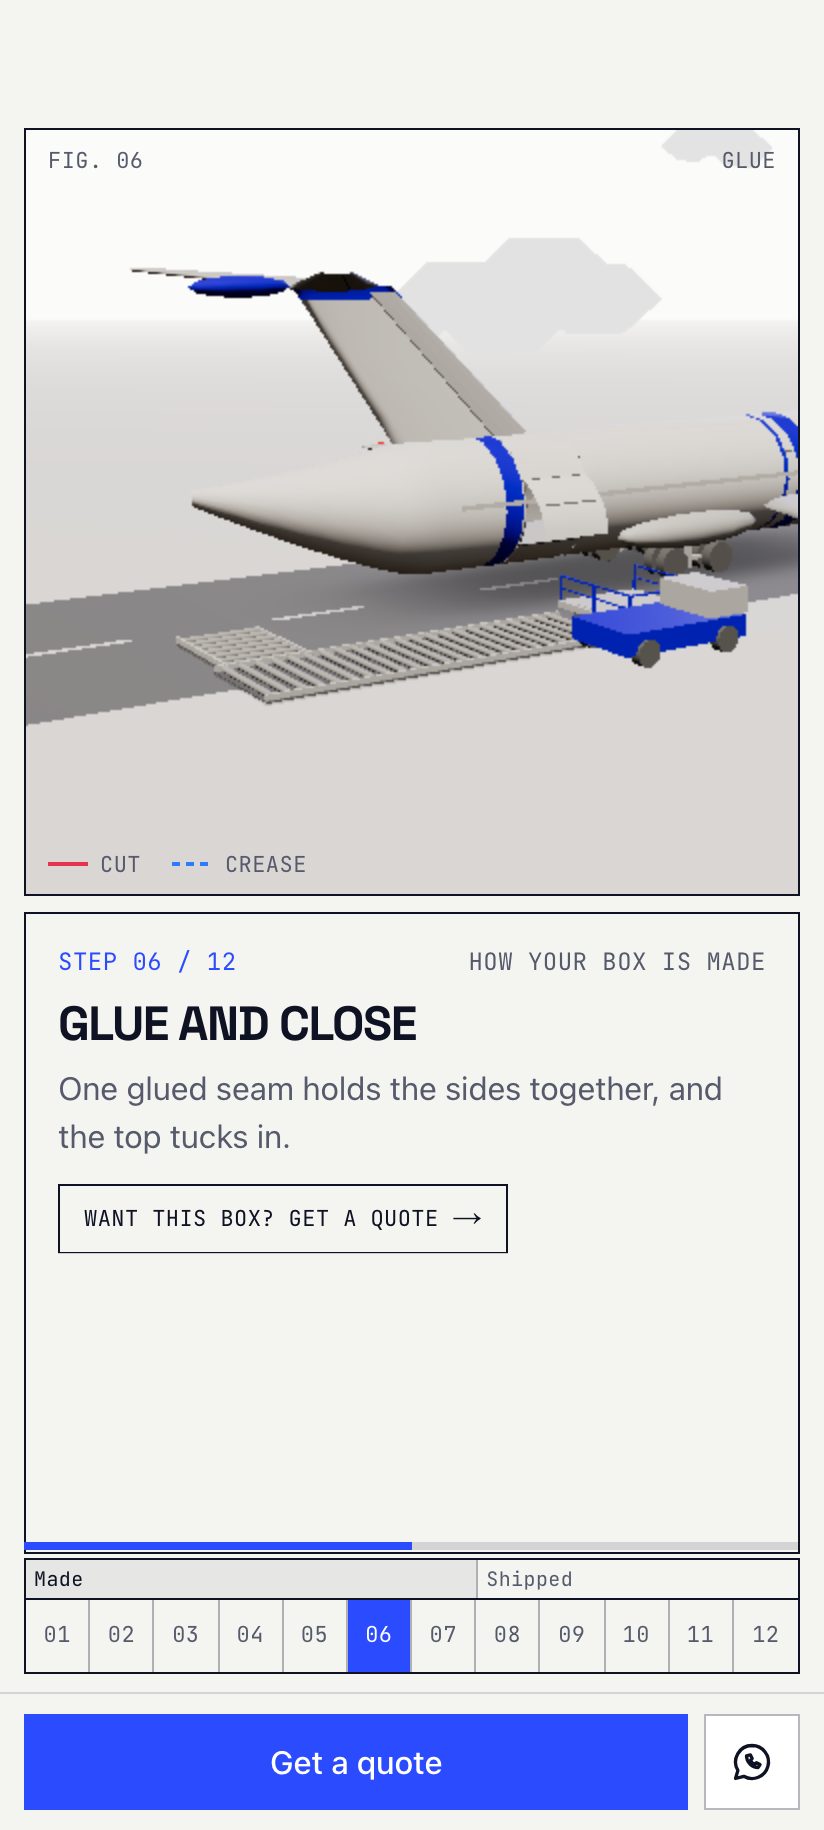 FIG. 06
GLUE
CUT
CREASE
STEP 06 / 12
HOW YOUR BOX IS MADE
GLUE AND CLOSE
One glued seam holds the sides together, and
the top tucks in.
WANT THIS BOX? GET A QUOTE →
Made
Shipped
01 02 03 04 05 06 07 08 09 10 11 12
Get a quote